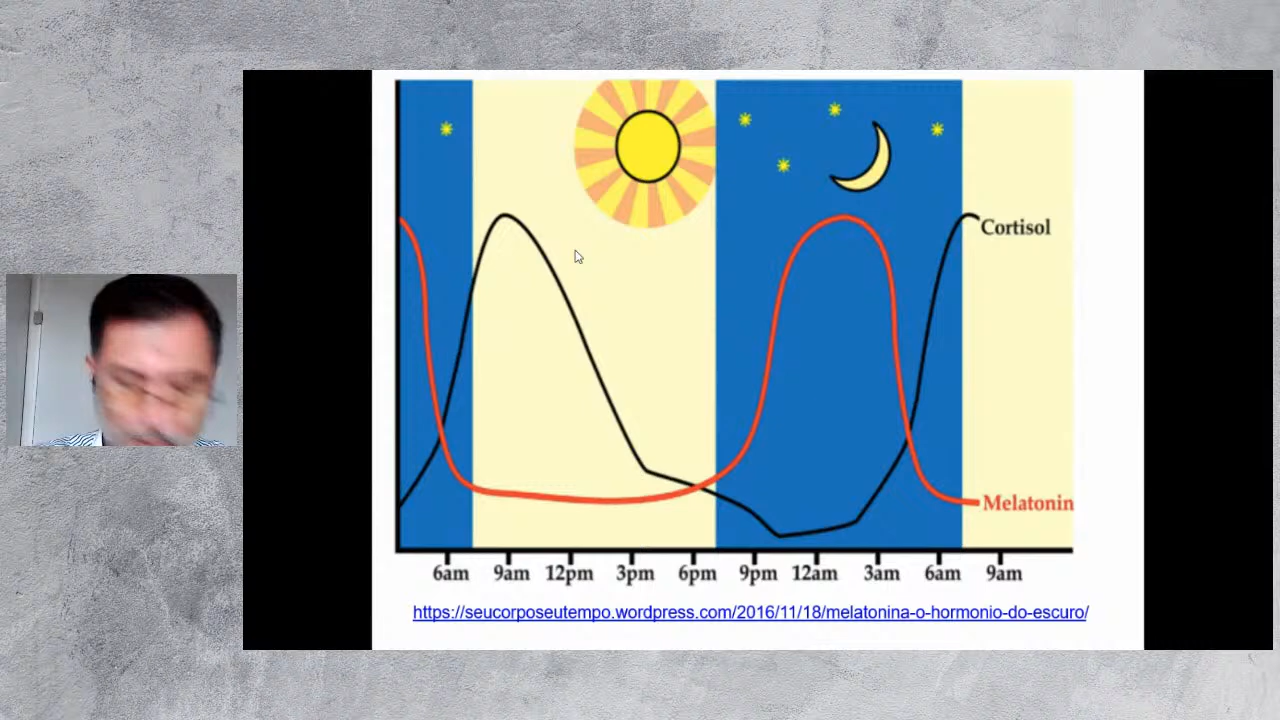 Cortisol
Melatonin
6am 9am 12pm 3pm 6pm 9pm 12am 3am 6am 9am
https://seucorposeutempo.wordpress.com/2016/11/18/melatonina-o-hormonio-do-escuro/